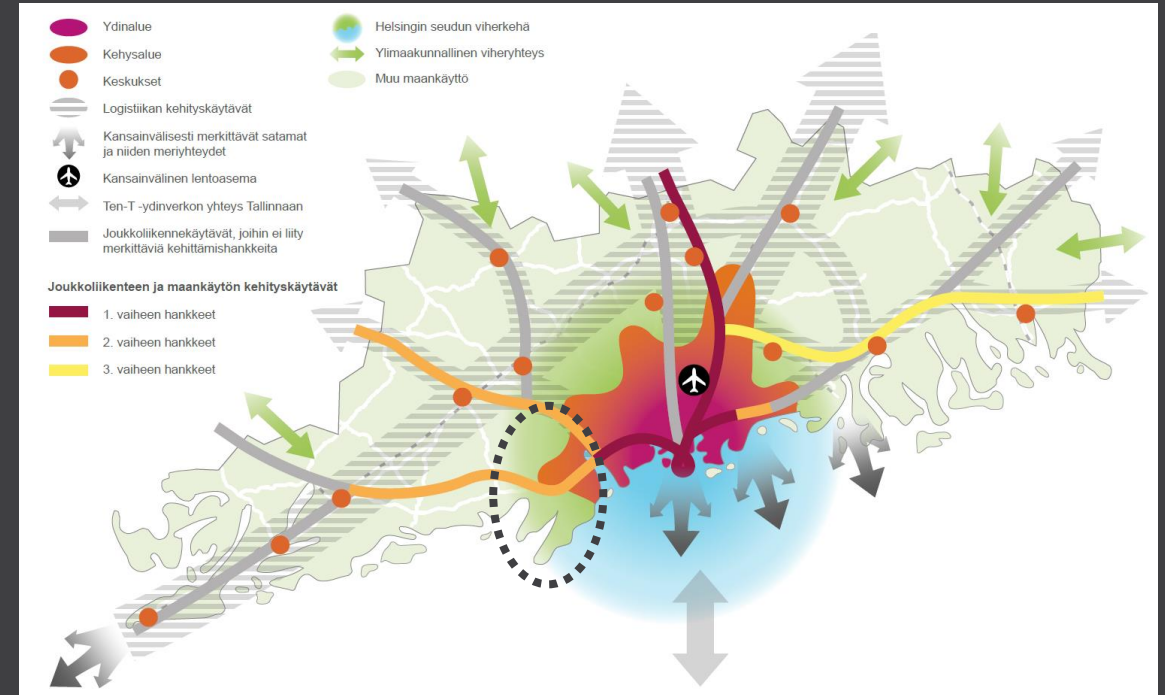 Ydinalue
Kehysalue
Keskukset
Logistiikan kehityskäytävät
Kansainvälisesti merkittävät satamat
ja niiden meriyhteydet
Kansainvälinen lentoasema
Ten-T -ydinverkon yhteys Tallinnaan
Joukkoliikennekäytävät, joihin ei liity
merkittäviä kehittämishankkeita
Joukkoliikenteen ja maankäytön kehityskäytävät
1. vaiheen hankkeet
2. vaiheen hankkeet
3. vaiheen hankkeet
Helsingin seudun viherkehä
Ylimaakunnallinen viheryhteys
Muu maankäyttö